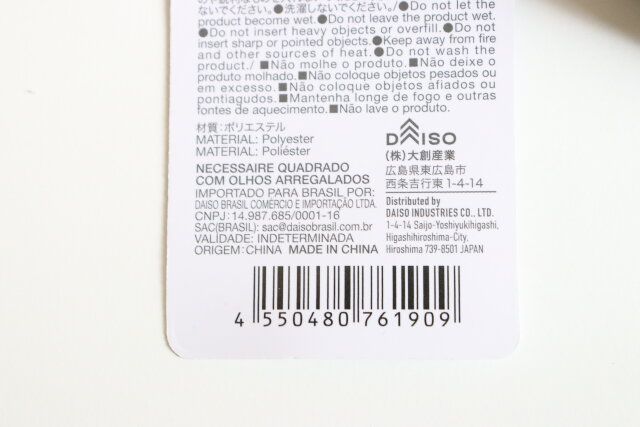 ないでください。●洗濯しないでください。/●Do not let the
product become wet.●Do not leave the product wet.
●Do not insert heavy objects or overfill.●Do not
insert sharp or pointed objects.●Keep away from fire
and other sources of heat.●Do not wash the
product./■Não molhe o produto.■Não deixe o
produto molhado.■Não coloque objetos pesados ou
em excesso.■Não coloque objetos afiados ou
pontiagudos.■Mantenha longe de fogo e outras
fontes de aquecimento.■Não lave o produto.
材質:ポリエステル
MATERIAL: Polyester
MATERIAL: Poliéster
NECESSAIRE QUADRADO
COM OLHOS ARREGALADOS
IMPORTADO PARA BRASIL POR:
DAISO BRASIL COMÉRCIO E IMPORTAÇÃO LTDA.
CNPJ:14.987.685/0001-16
SAC(BRASIL): sac@daisobrasil.com.br
VALIDADE: INDETERMINADA
ORIGEM:CHINA MADE IN CHINA
DAISO
(株)大創産業
広島県東広島市
西条吉行東1-4-14
Distributed by
DAISO INDUSTRIES CO., LTD.
1-4-14 Saijo-Yoshiyukihigashi,
Higashihiroshima-City,
Hiroshima 739-8501 JAPAN
4 550480 761909